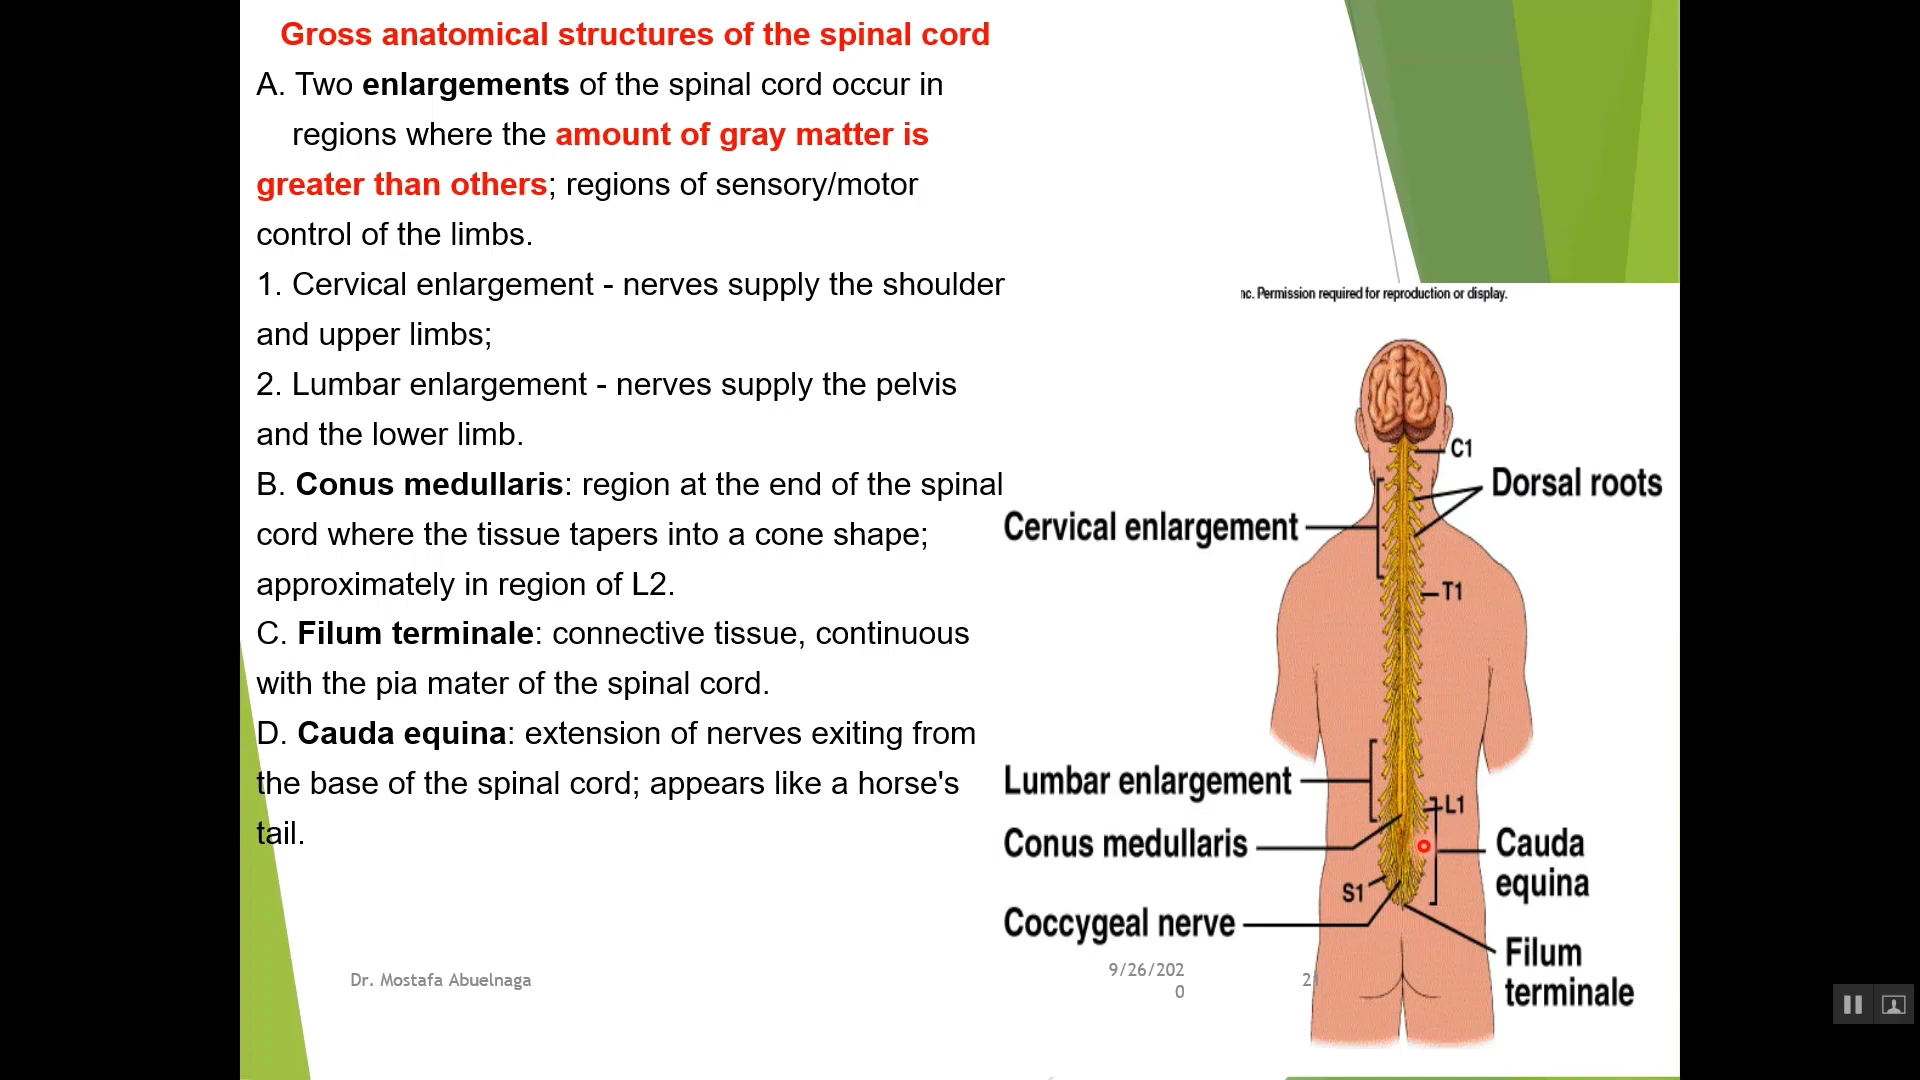 Gross anatomical structures of the spinal cord
A. Two enlargements of the spinal cord occur in
regions where the amount of gray matter is
greater than others; regions of sensory/motor
control of the limbs.
1. Cervical enlargement - nerves supply the shoulder
and upper limbs;
2. Lumbar enlargement - nerves supply the pelvis
and the lower limb.
B. Conus medullaris: region at the end of the spinal
cord where the tissue tapers into a cone shape;
approximately in region of L2.
C. Filum terminale: connective tissue, continuous
with the pia mater of the spinal cord.
D. Cauda equina: extension of nerves exiting from
the base of the spinal cord; appears like a horse's
tail.
nc. Permission required for reproduction or display.
C1
Dorsal roots
Cervical enlargement
T1
Lumbar enlargement
L1
Conus medullaris
Cauda
equina
S1
Coccygeal nerve
Filum
terminale
Dr. Mostafa Abuelnaga
9/26/202
0
21